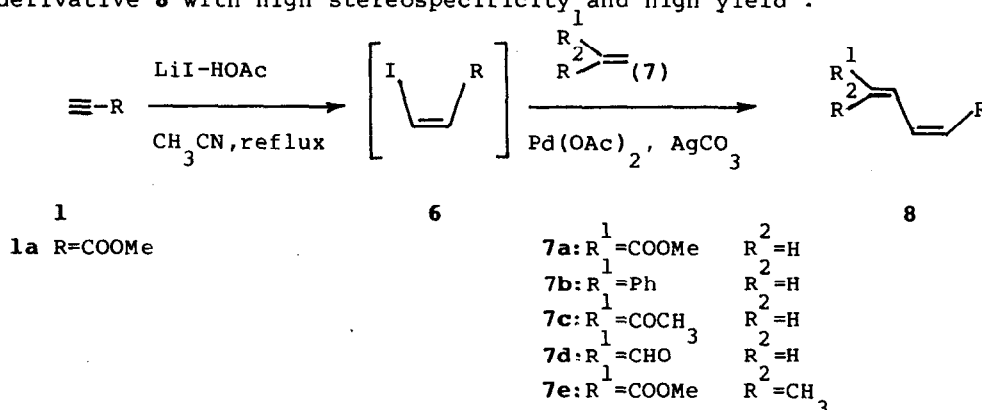 derivative 8 with high stereospecificity and high yield .
≡-R
LiI-HOAc
CH3CN,reflux
I R
R1
R2
(7)
Pd(OAc)2, AgCO3
R1
R2
R
1 6 8
1a R=COOMe
7a:R1=COOMe R2=H
7b:R1=Ph R2=H
7c:R1=COCH3 R2=H
7d:R1=CHO R2=H
7e:R1=COOMe R2=CH3